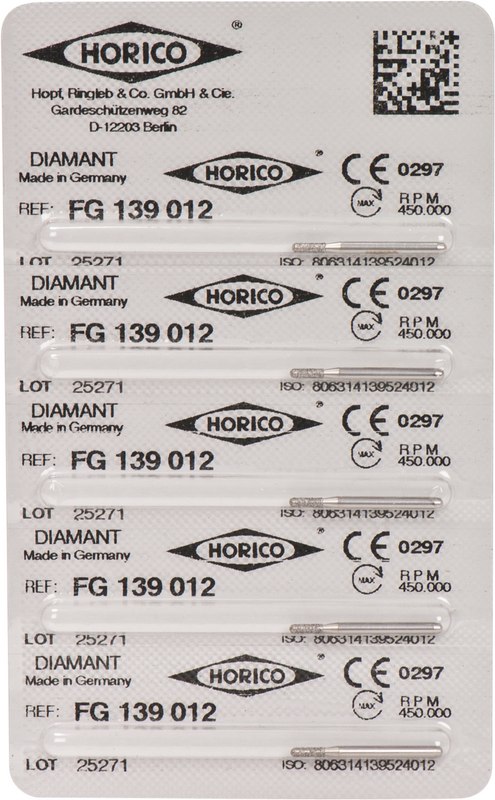 HORICO ®
Hopf, Ringleb & Co. GmbH & Cie.
Gardeschützenweg 82
D-12203 Berlin
DIAMANT HORICO ® CE 0297
Made in Germany
REF: FG 139 012 MAX RPM 450.000
LOT 25271 ISO: 806314139524012
DIAMANT HORICO ® CE 0297
Made in Germany
REF: FG 139 012 MAX RPM 450.000
LOT 25271 ISO: 806314139524012
DIAMANT HORICO ® CE 0297
Made in Germany
REF: FG 139 012 MAX RPM 450.000
LOT 25271 ISO: 806314139524012
DIAMANT HORICO ® CE 0297
Made in Germany
REF: FG 139 012 MAX RPM 450.000
LOT 25271 ISO: 806314139524012
DIAMANT HORICO ® CE 0297
Made in Germany
REF: FG 139 012 MAX RPM 450.000
LOT 25271 ISO: 806314139524012